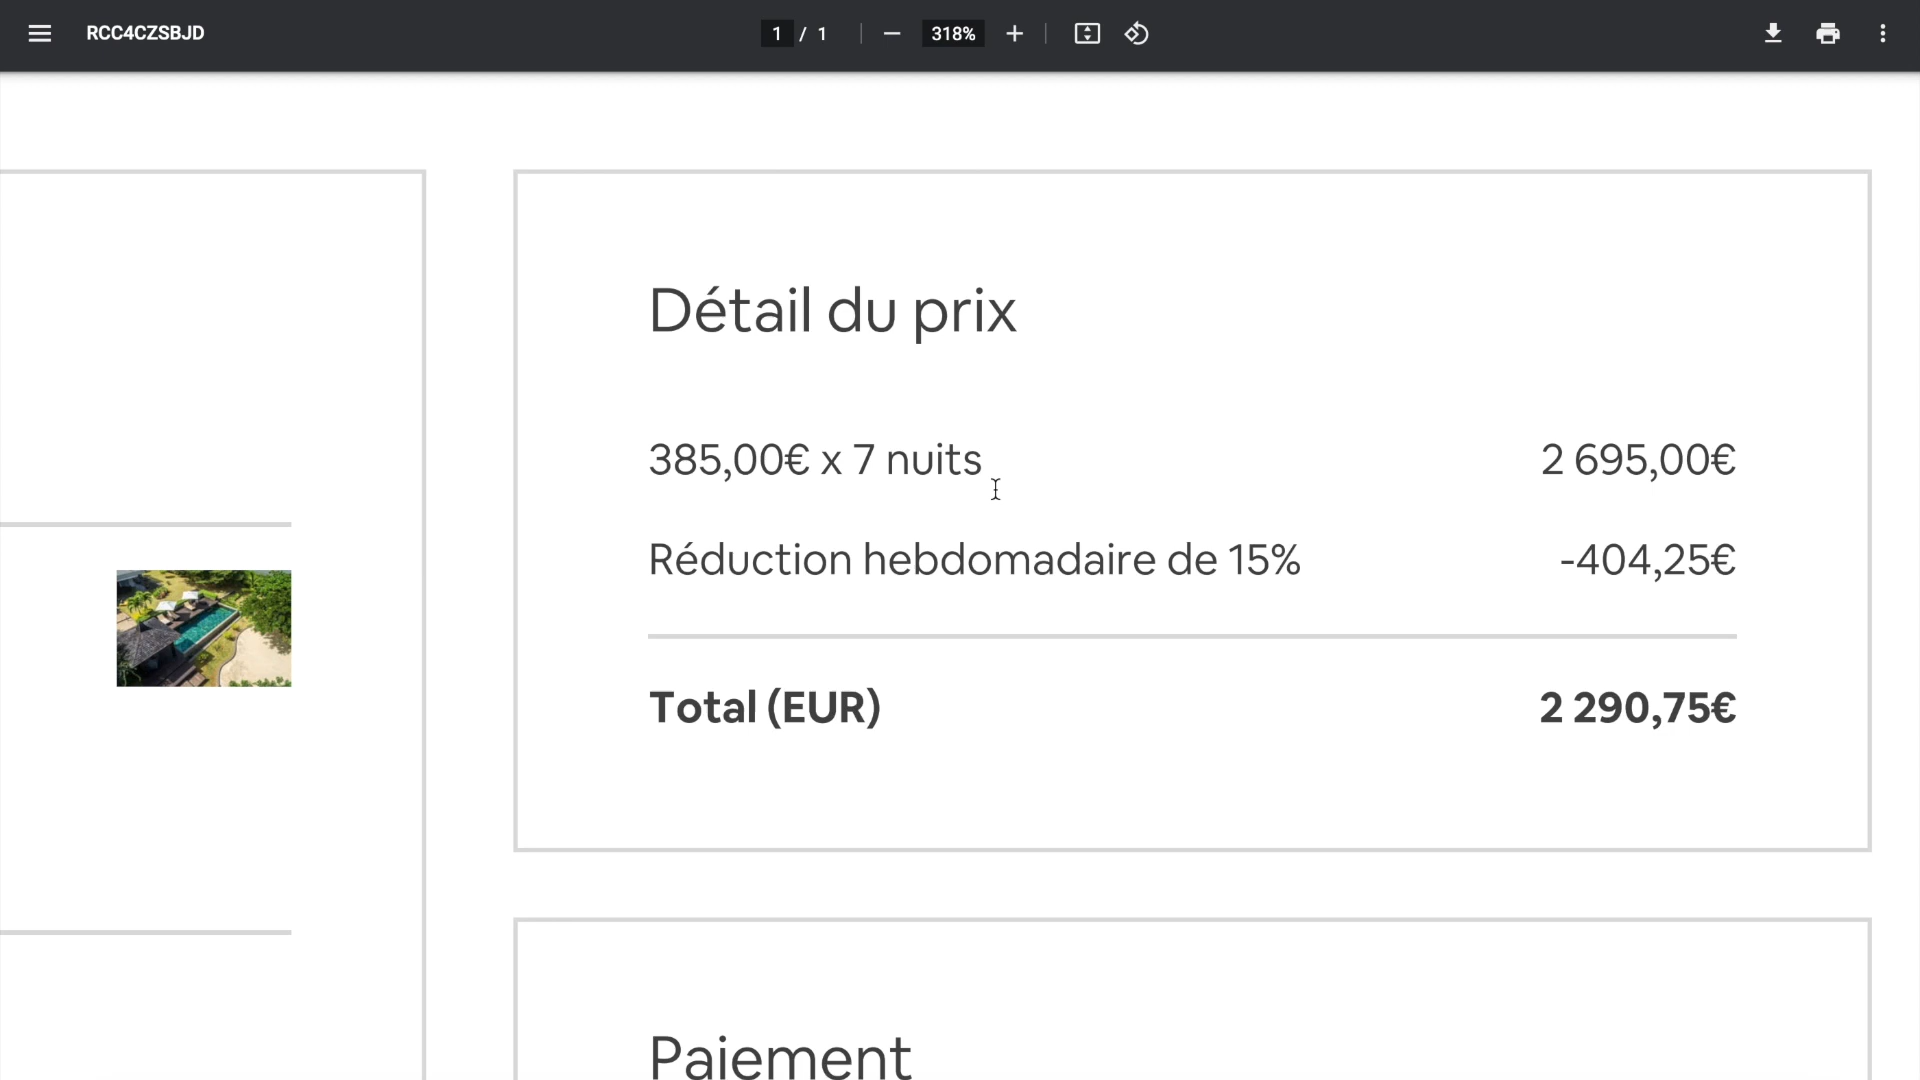 RCC4CZSBJD
1 / 1
318%
Détail du prix
385,00€ x 7 nuits 2 695,00€
Réduction hebdomadaire de 15% -404,25€
Total (EUR) 2 290,75€
Paiement